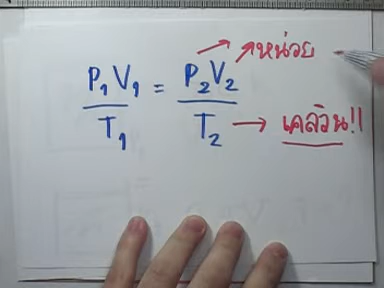 หน่วย
P₁V₁ = P₂V₂
T₁ T₂ → เคลวิน!!